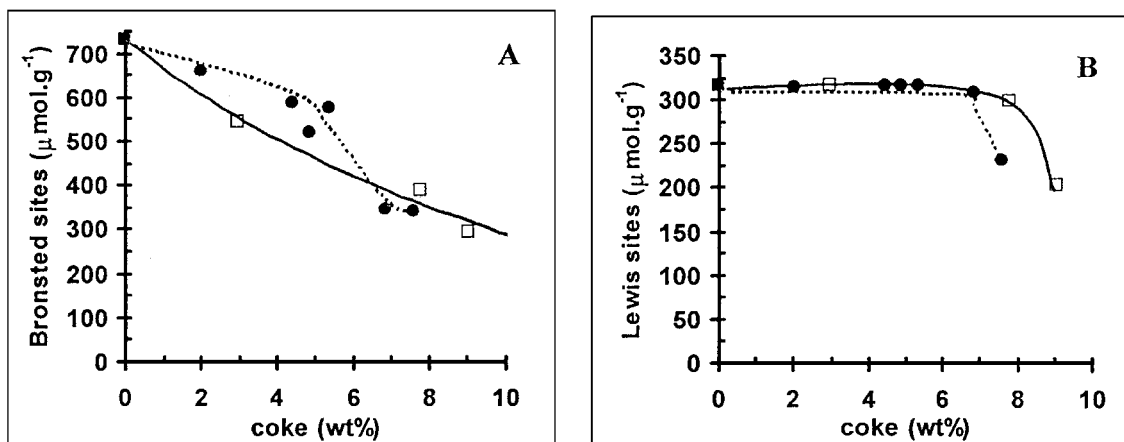 A
Bronsted sites (μmol.g⁻¹)
700
600
500
400
300
200
100
0
0 2 4 6 8 10
coke (wt%)
B
Lewis sites (μmol.g⁻¹)
350
300
250
200
150
100
50
0
0 2 4 6 8 10
coke (wt%)